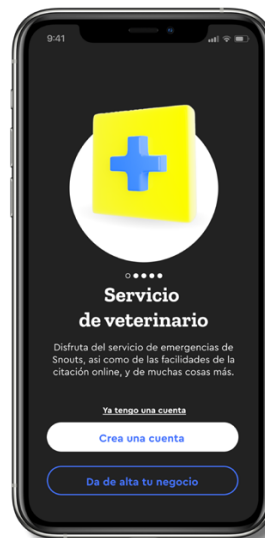 9:41
Servicio
de veterinario
Disfruta del servicio de emergencias de
Snouts, asi como de las facilidades de la
citación online, y de muchas cosas más.
Ya tengo una cuenta
Crea una cuenta
Da de alta tu negocio